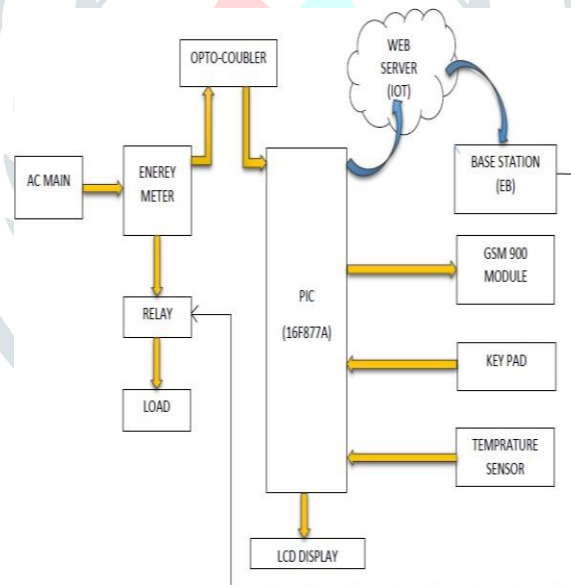 OPTO-COUBLER
WEB
SERVER
(IOT)
AC MAIN
ENEREY
METER
BASE STATION
(EB)
GSM 900
MODULE
RELAY
PIC
(16F877A)
KEY PAD
LOAD
TEMPRATURE
SENSOR
LCD DISPLAY